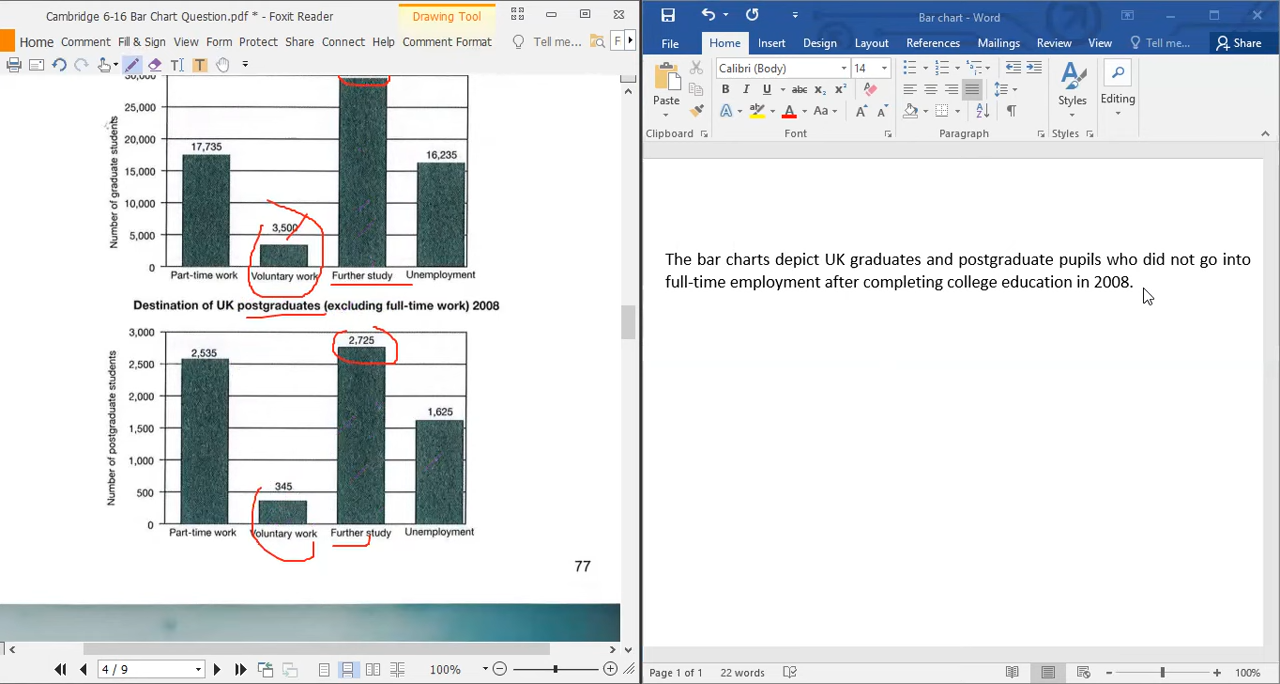 Cambridge 6-16 Bar Chart Question.pdf * - Foxit Reader
Drawing Tool
Home Comment Fill & Sign View Form Protect Share Connect Help Comment Format Tell me... F
30,000
25,000
20,000
15,000
10,000
5,000
0
Number of graduate students
17,735
3,500
16,235
Part-time work Voluntary work Further study Unemployment
Destination of UK postgraduates (excluding full-time work) 2008
3,000
2,500
2,000
1,500
1,000
500
0
Number of postgraduate students
2,535
345
2,725
1,625
Part-time work Voluntary work Further study Unemployment
77
4 / 9
100%
Bar chart - Word
File Home Insert Design Layout References Mailings Review View Tell me... Share
Paste
Calibri (Body) 14
B I U abc x₂ x²
A A Aa A A
Styles
Editing
Clipboard Font Paragraph Styles
The bar charts depict UK graduates and postgraduate pupils who did not go into
full-time employment after completing college education in 2008.
Page 1 of 1 22 words
100%